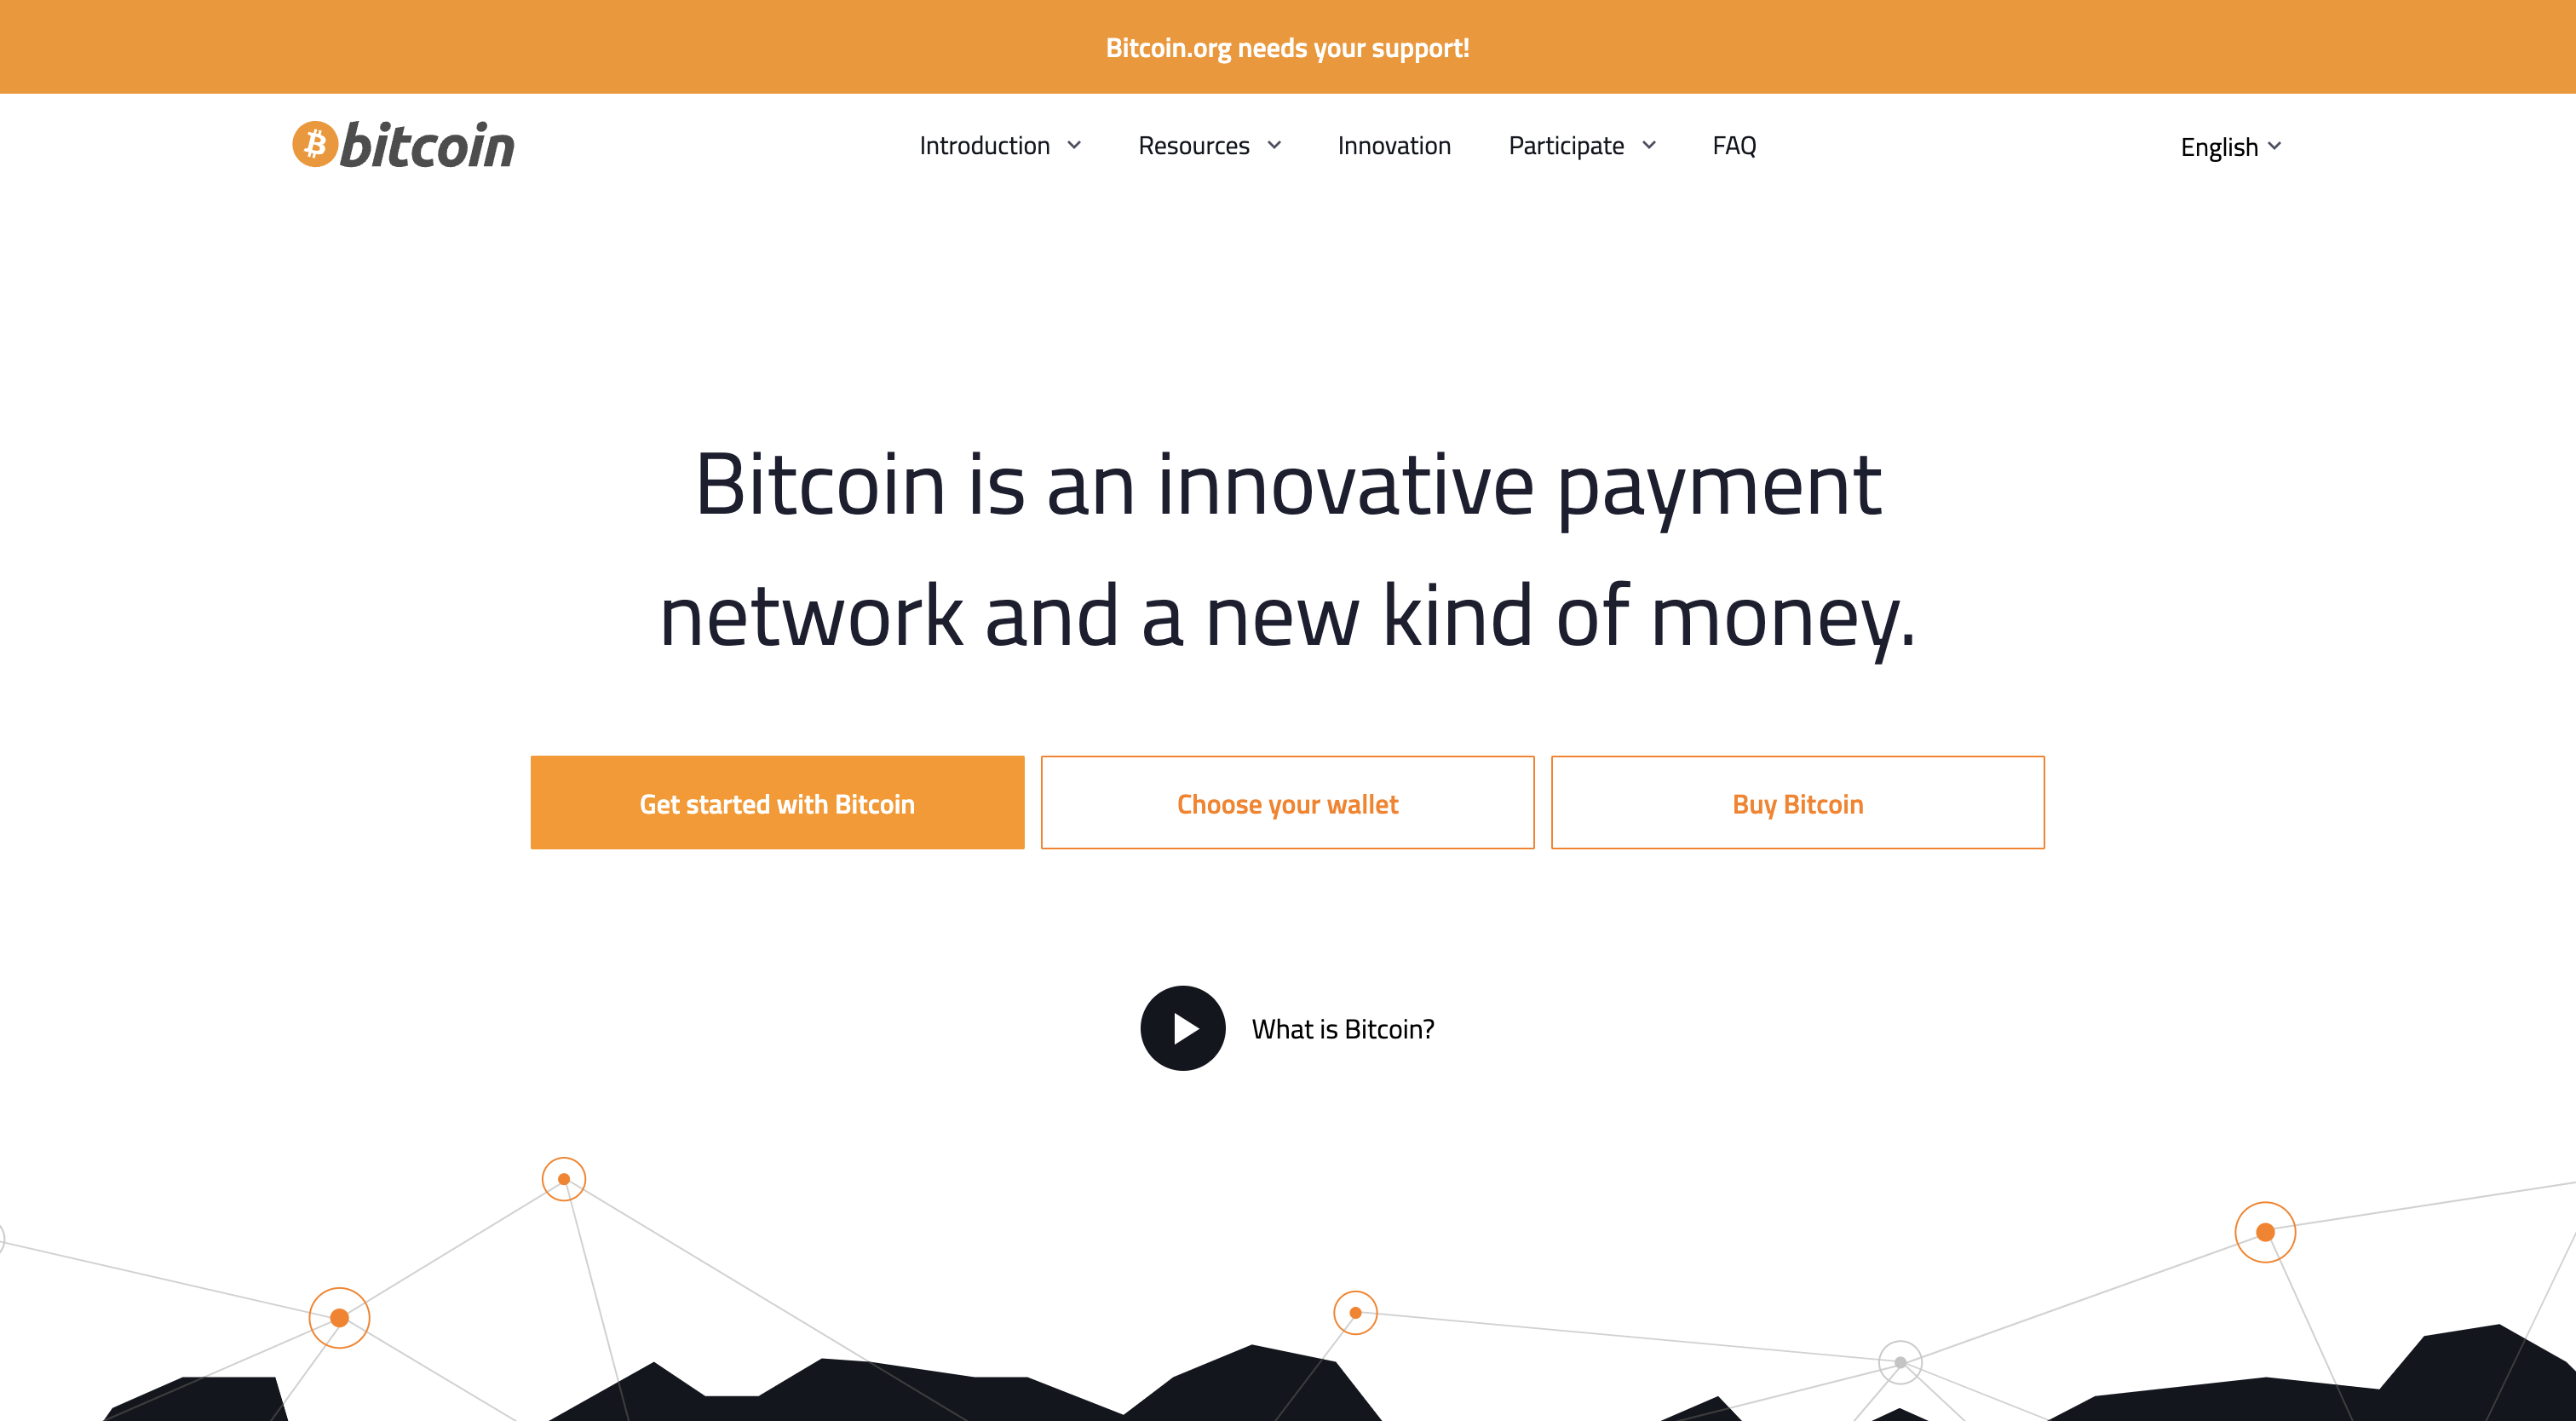 Bitcoin.org needs your support!
bitcoin
Introduction
Resources
Innovation
Participate
FAQ
English
Bitcoin is an innovative payment
network and a new kind of money.
Get started with Bitcoin
Choose your wallet
Buy Bitcoin
What is Bitcoin?